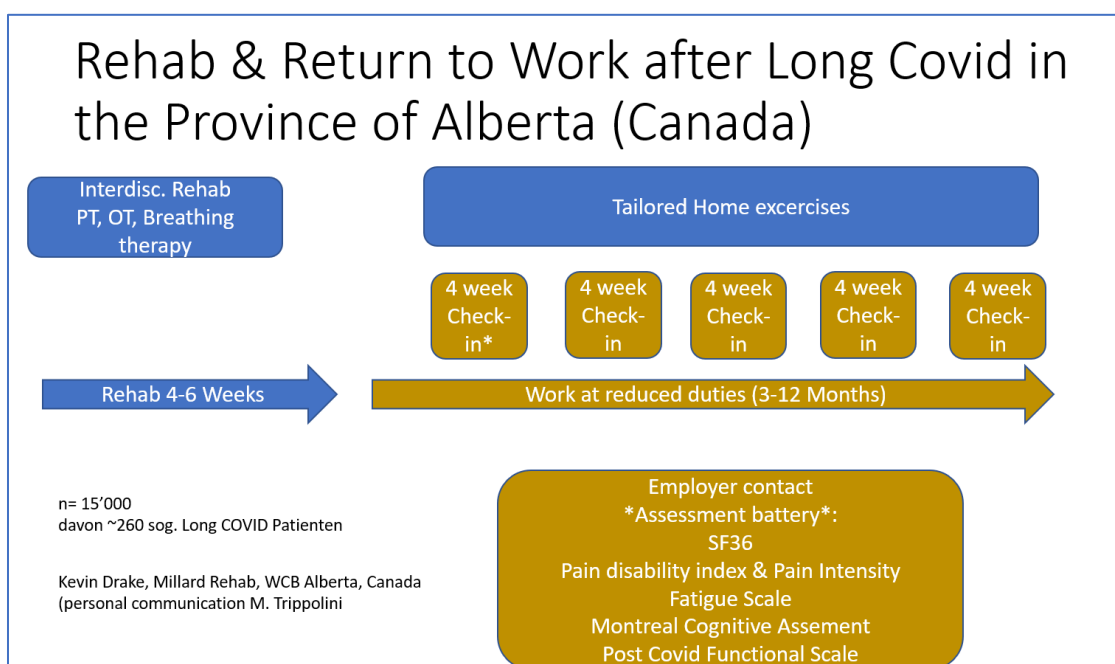 Rehab & Return to Work after Long Covid in
the Province of Alberta (Canada)
Interdisc. Rehab
PT, OT, Breathing
therapy
Tailored Home excercises
4 week
Check-
in*
4 week
Check-
in
4 week
Check-
in
4 week
Check-
in
4 week
Check-
in
Rehab 4-6 Weeks
Work at reduced duties (3-12 Months)
n= 15’000
davon ~260 sog. Long COVID Patienten
Kevin Drake, Millard Rehab, WCB Alberta, Canada
(personal communication M. Trippolini
Employer contact
*Assessment battery*:
SF36
Pain disability index & Pain Intensity
Fatigue Scale
Montreal Cognitive Assement
Post Covid Functional Scale